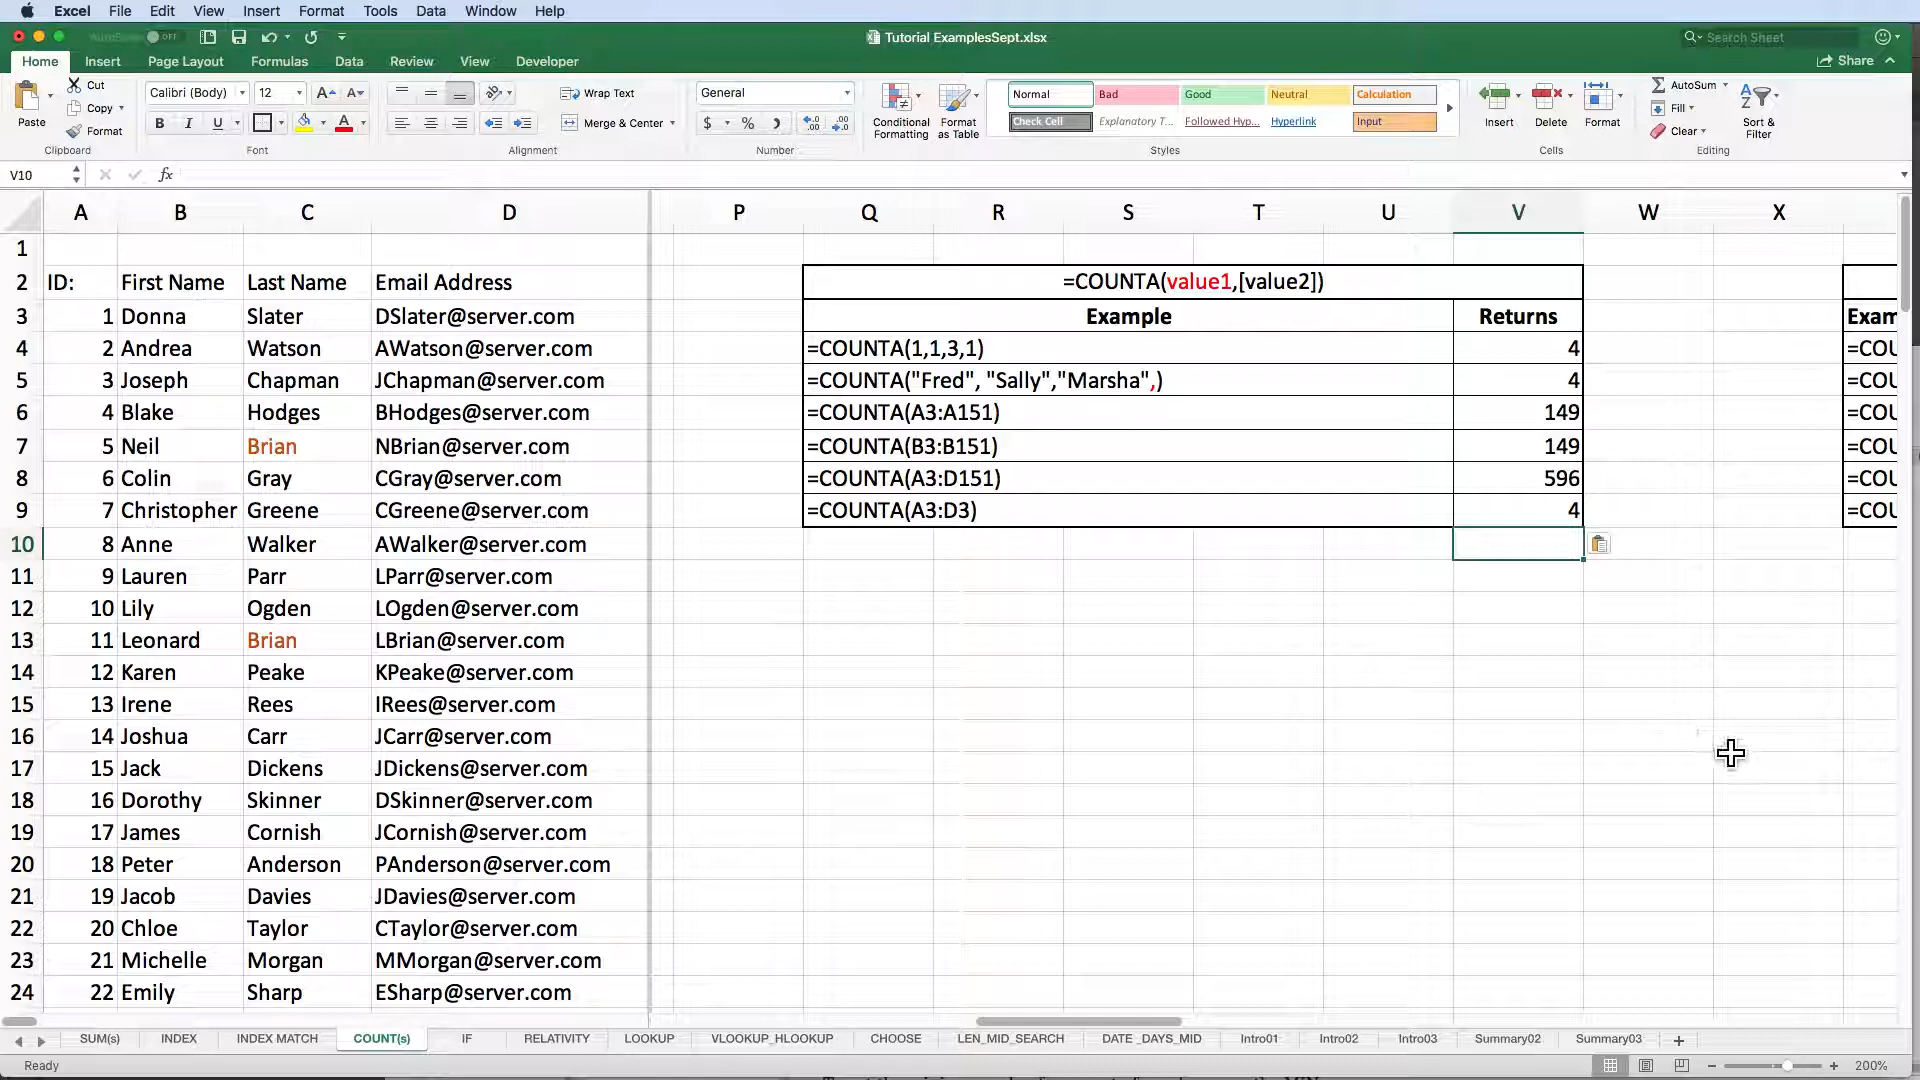 Excel File Edit View Insert Format Tools Data Window Help
OFF
Tutorial ExamplesSept.xlsx
Search Sheet
Home Insert Page Layout Formulas Data Review View Developer
Share
Paste
Cut
Copy
Format
Clipboard
Calibri (Body) 12 A A
B I U A
Font
Wrap Text
Merge & Center
Alignment
General
$ % )
Number
Conditional Formatting
Format as Table
Normal Bad Good Neutral Calculation
Check Cell Explanatory T... Followed Hyp... Hyperlink Input
Styles
Insert Delete Format
Cells
AutoSum
Fill
Clear
Sort & Filter
Editing
V10 fx
A B C D P Q R S T U V W X
1
2 ID: First Name Last Name Email Address =COUNTA(value1,[value2])
3 1 Donna Slater DSlater@server.com Example Returns Exam
4 2 Andrea Watson AWatson@server.com =COUNTA(1,1,3,1) 4 =COU
5 3 Joseph Chapman JChapman@server.com =COUNTA("Fred", "Sally","Marsha",) 4 =COU
6 4 Blake Hodges BHodges@server.com =COUNTA(A3:A151) 149 =COU
7 5 Neil Brian NBrian@server.com =COUNTA(B3:B151) 149 =COU
8 6 Colin Gray CGray@server.com =COUNTA(A3:D151) 596 =COU
9 7 Christopher Greene CGreene@server.com =COUNTA(A3:D3) 4 =COU
10 8 Anne Walker AWalker@server.com
11 9 Lauren Parr LParr@server.com
12 10 Lily Ogden LOgden@server.com
13 11 Leonard Brian LBrian@server.com
14 12 Karen Peake KPeake@server.com
15 13 Irene Rees IRees@server.com
16 14 Joshua Carr JCarr@server.com
17 15 Jack Dickens JDickens@server.com
18 16 Dorothy Skinner DSkinner@server.com
19 17 James Cornish JCornish@server.com
20 18 Peter Anderson PAnderson@server.com
21 19 Jacob Davies JDavies@server.com
22 20 Chloe Taylor CTaylor@server.com
23 21 Michelle Morgan MMorgan@server.com
24 22 Emily Sharp ESharp@server.com
SUM(s) INDEX INDEX MATCH COUNT(s) IF RELATIVITY LOOKUP VLOOKUP_HLOOKUP CHOOSE LEN_MID_SEARCH DATE _DAYS_MID Intro01 Intro02 Intro03 Summary02 Summary03 +
Ready 200%